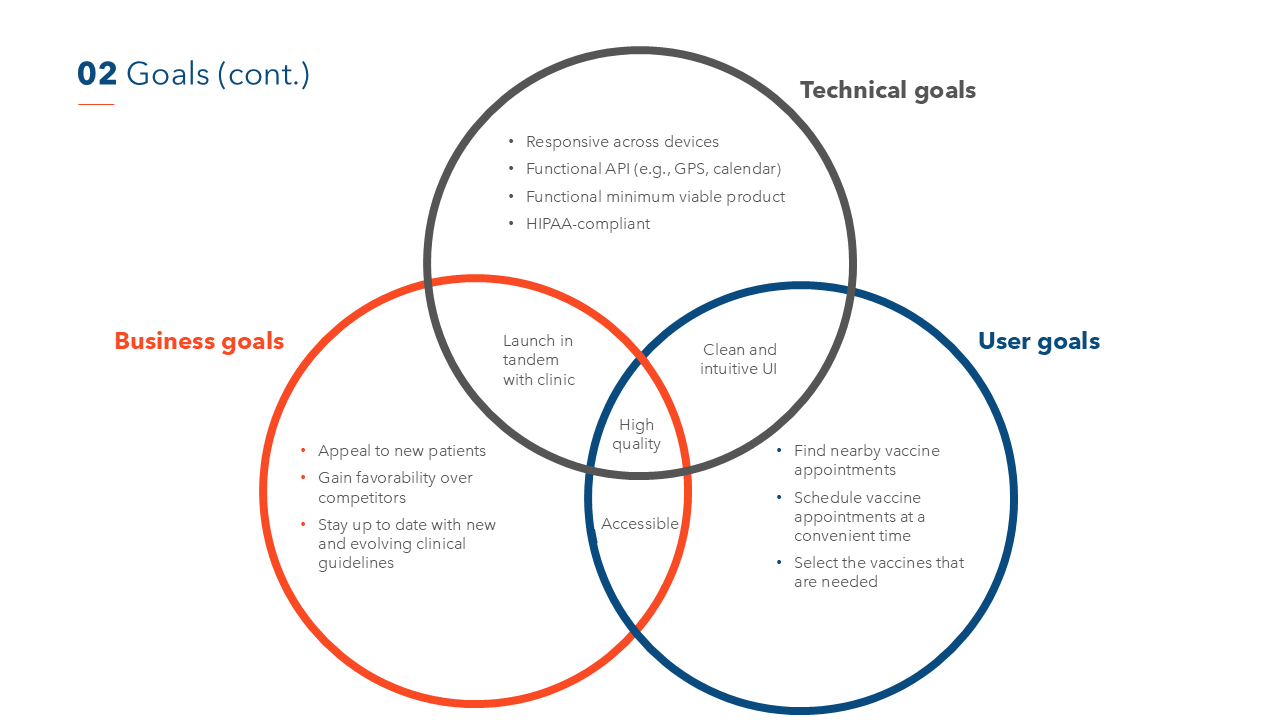 02 Goals (cont.)
Technical goals
• Responsive across devices
• Functional API (e.g., GPS, calendar)
• Functional minimum viable product
• HIPAA-compliant
Business goals
User goals
Launch in
tandem
with clinic
Clean and
intuitive UI
High
quality
• Appeal to new patients
• Gain favorability over
competitors
• Stay up to date with new
and evolving clinical
guidelines
Accessible
• Find nearby vaccine
appointments
• Schedule vaccine
appointments at a
convenient time
• Select the vaccines that
are needed